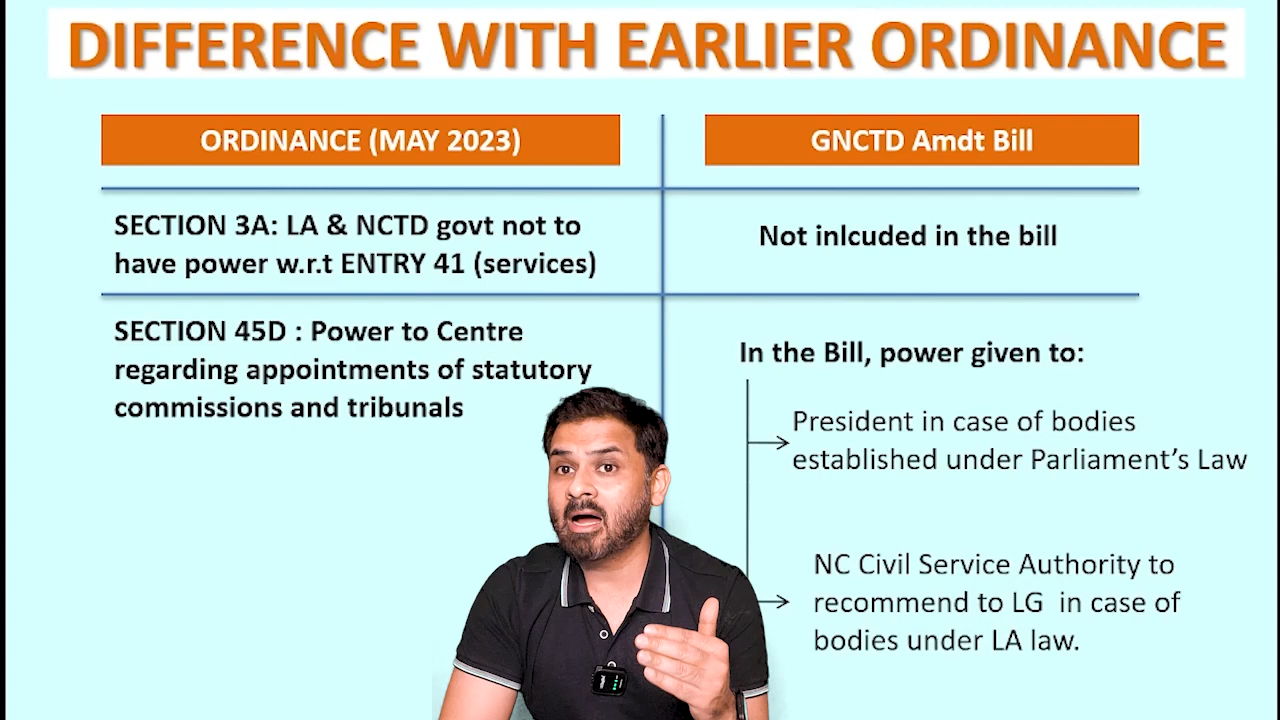 DIFFERENCE WITH EARLIER ORDINANCE
ORDINANCE (MAY 2023)
GNCTD Amdt Bill
SECTION 3A: LA & NCTD govt not to
have power w.r.t ENTRY 41 (services)
Not inlcuded in the bill
SECTION 45D : Power to Centre
regarding appointments of statutory
commissions and tribunals
In the Bill, power given to:
President in case of bodies
established under Parliament's Law
NC Civil Service Authority to
recommend to LG in case of
bodies under LA law.